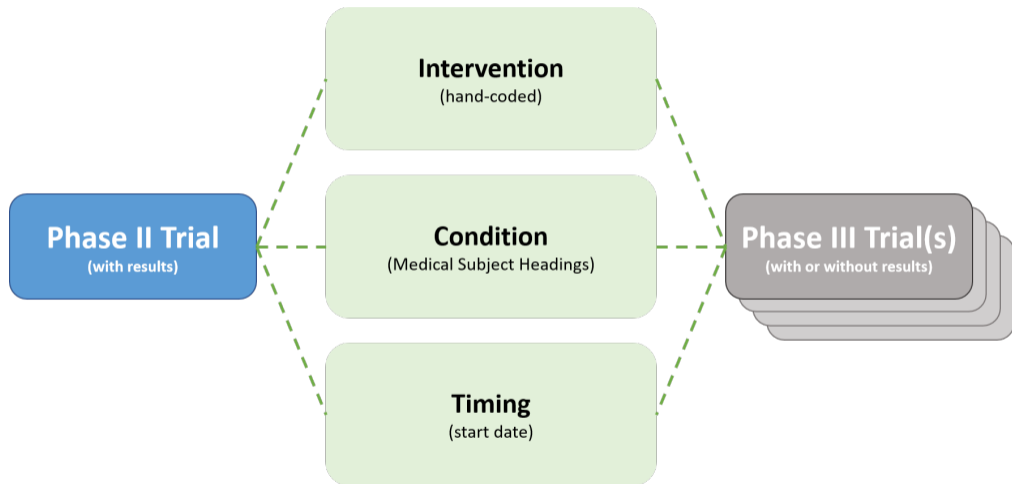 Intervention
(hand-coded)
Phase II Trial
(with results)
Condition
(Medical Subject Headings)
Phase III Trial(s)
(with or without results)
Timing
(start date)